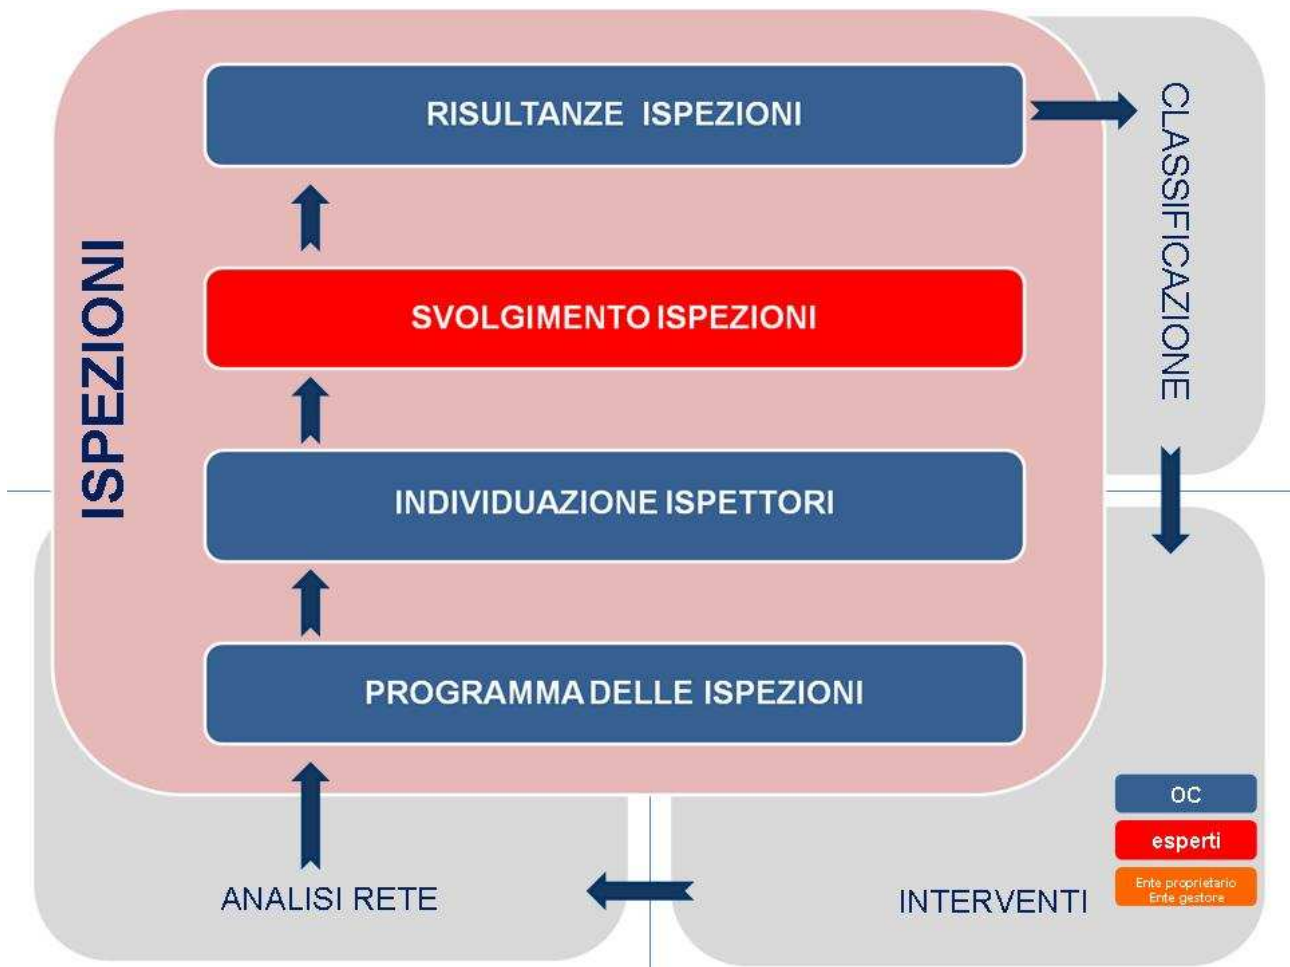 ISPEZIONI
RISULTANZE ISPEZIONI
SVOLGIMENTO ISPEZIONI
INDIVIDUAZIONE ISPETTORI
PROGRAMMA DELLE ISPEZIONI
CLASSIFICAZIONE
ANALISI RETE
INTERVENTI
OC
esperti
Ente proprietario
Ente gestore